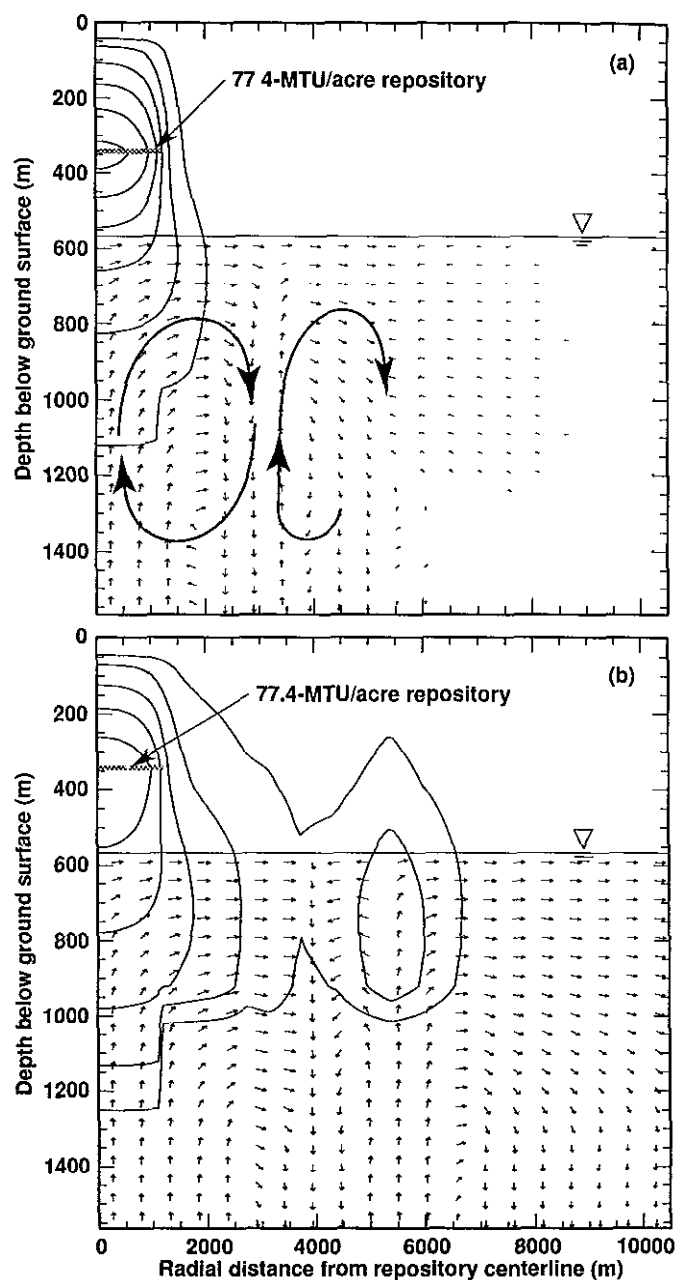 0
(a)
77 4-MTU/acre repository
200
400
600
800
1000
1200
1400
Depth below ground surface (m)
0
(b)
77.4-MTU/acre repository
200
400
600
800
1000
1200
1400
Depth below ground surface (m)
0 2000 4000 6000 8000 10000
Radial distance from repository centerline (m)